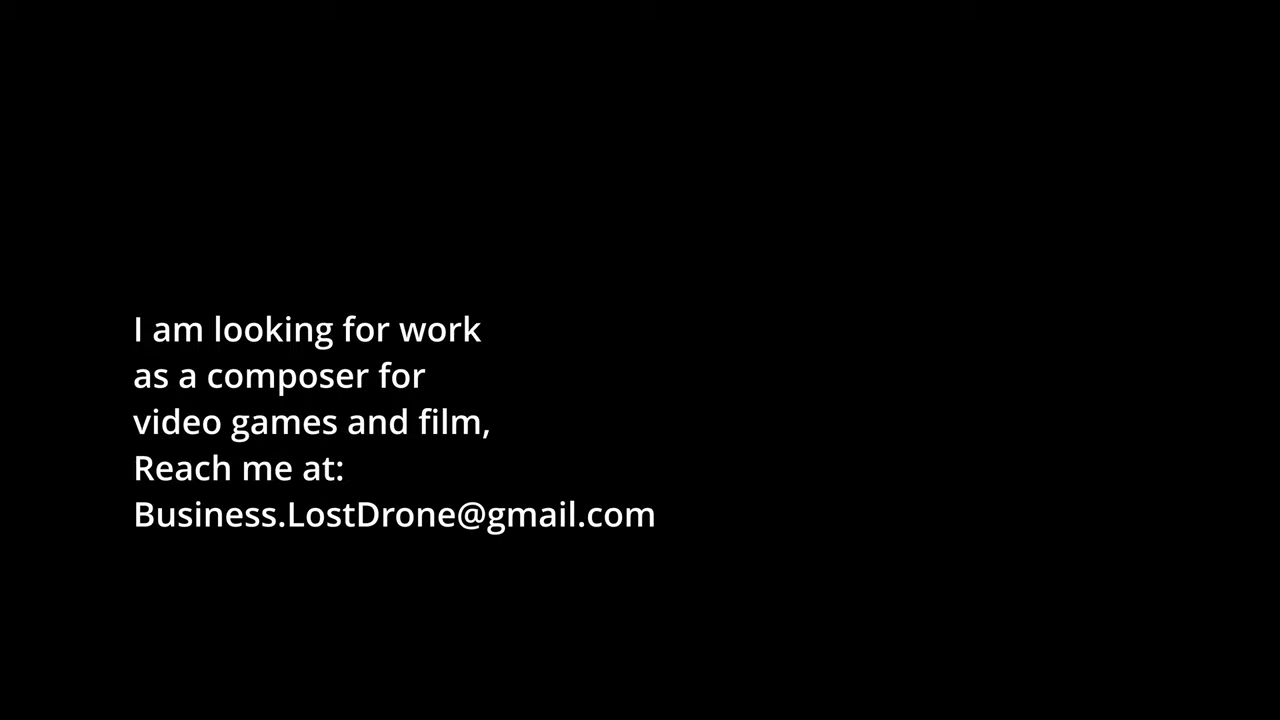 I am looking for work
as a composer for
video games and film,
Reach me at:
Business.LostDrone@gmail.com